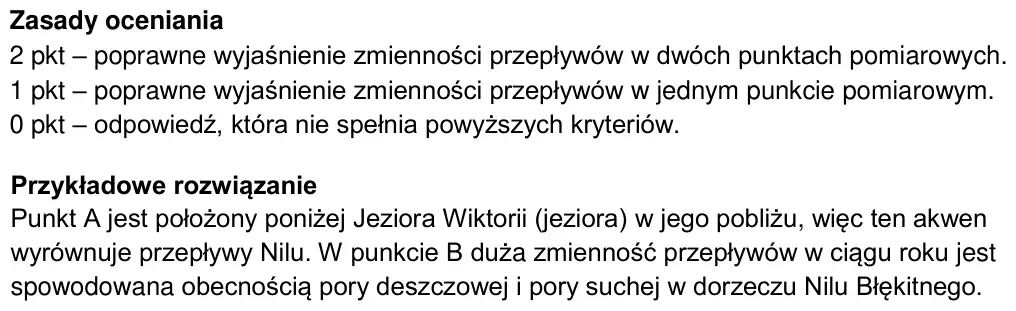 Zasady oceniania
2 pkt – poprawne wyjaśnienie zmienności przepływów w dwóch punktach pomiarowych.
1 pkt – poprawne wyjaśnienie zmienności przepływów w jednym punkcie pomiarowym.
0 pkt – odpowiedź, która nie spełnia powyższych kryteriów.
Przykładowe rozwiązanie
Punkt A jest położony poniżej Jeziora Wiktorii (jeziora) w jego pobliżu, więc ten akwen
wyrównuje przepływy Nilu. W punkcie B duża zmienność przepływów w ciągu roku jest
spowodowana obecnością pory deszczowej i pory suchej w dorzeczu Nilu Błękitnego.